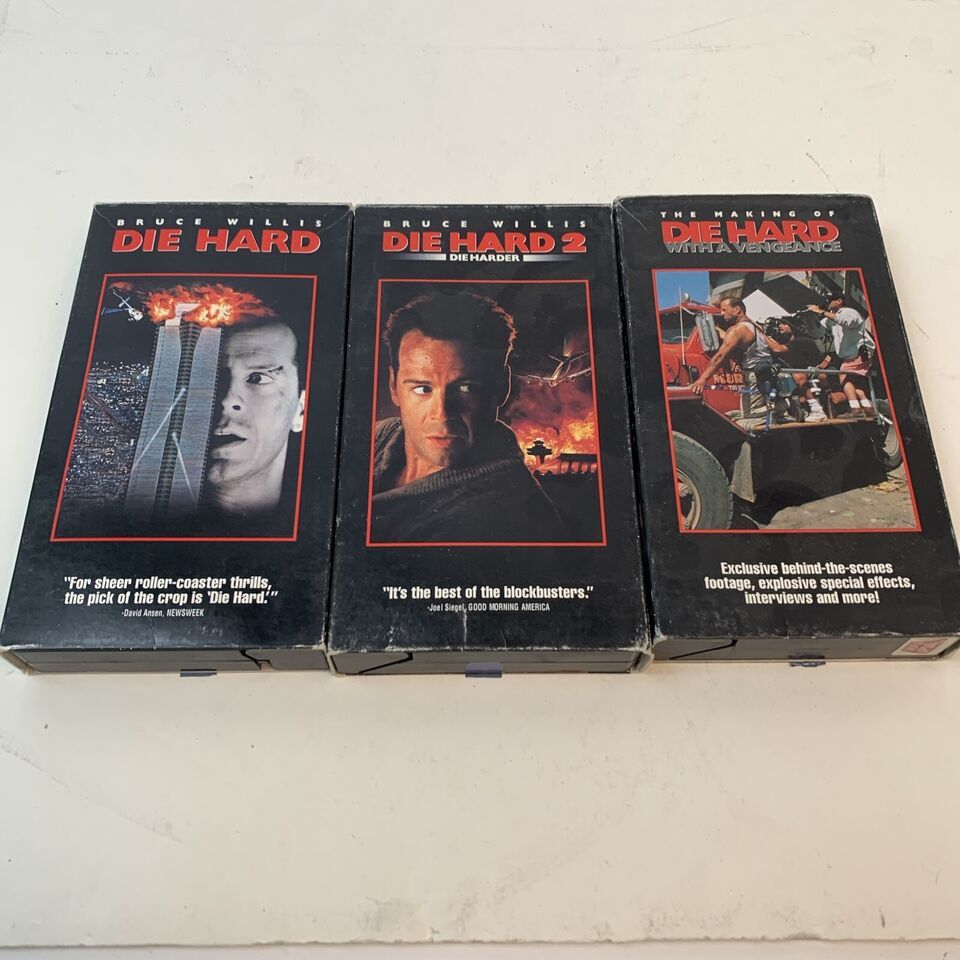 BRUCE WILLIS
DIE HARD
"For sheer roller-coaster thrills,
the pick of the crop is 'Die Hard.'"
-David Ansen, NEWSWEEK
BRUCE WILLIS
DIE HARD 2
DIE HARDER
"It's the best of the blockbusters."
-Joel Siegel, GOOD MORNING AMERICA
THE MAKING OF
DIE HARD
WITH A VENGEANCE
MUR
Exclusive behind-the-scenes
footage, explosive special effects,
interviews and more!